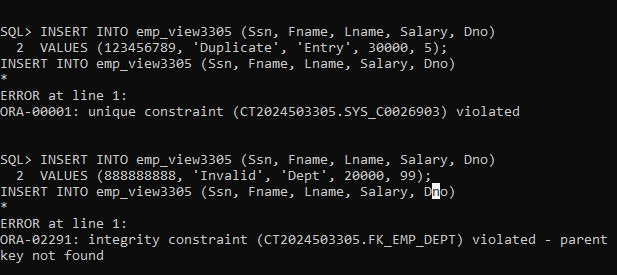 SQL> INSERT INTO emp_view3305 (Ssn, Fname, Lname, Salary, Dno)
  2  VALUES (123456789, 'Duplicate', 'Entry', 30000, 5);
INSERT INTO emp_view3305 (Ssn, Fname, Lname, Salary, Dno)
*
ERROR at line 1:
ORA-00001: unique constraint (CT2024503305.SYS_C0026903) violated
SQL> INSERT INTO emp_view3305 (Ssn, Fname, Lname, Salary, Dno)
  2  VALUES (888888888, 'Invalid', 'Dept', 20000, 99);
INSERT INTO emp_view3305 (Ssn, Fname, Lname, Salary, Dno)
*
ERROR at line 1:
ORA-02291: integrity constraint (CT2024503305.FK_EMP_DEPT) violated - parent
key not found